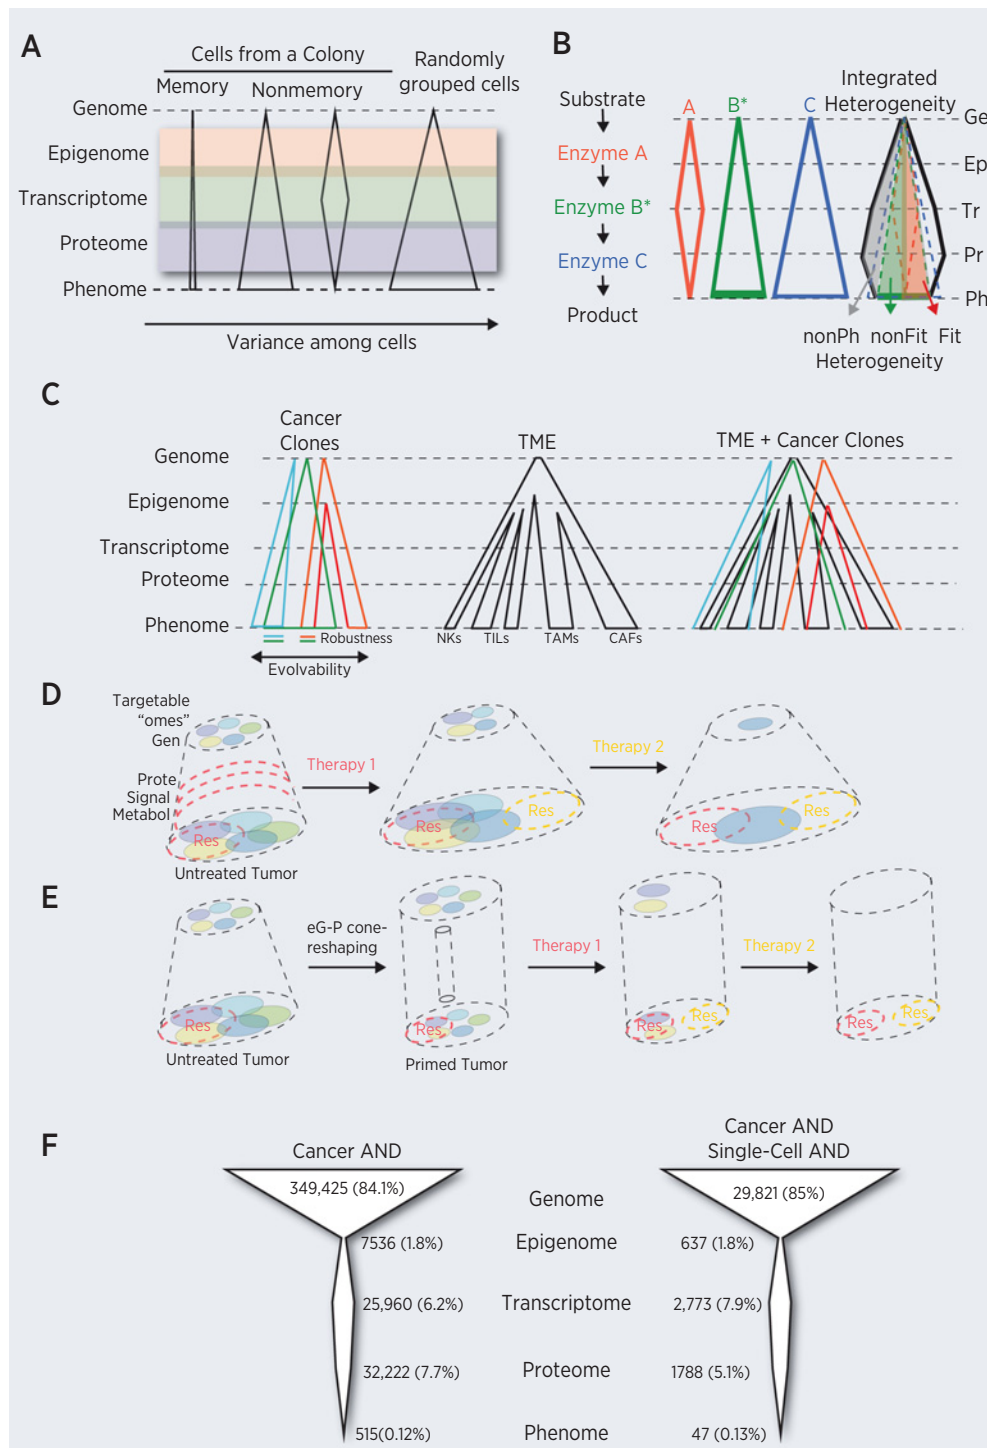 A
Cells from a Colony
Randomly
grouped cells
Memory
Nonmemory
Genome
Epigenome
Transcriptome
Proteome
Phenome
Variance among cells
B
Substrate
Enzyme A
Enzyme B*
Enzyme C
Product
A
B*
C
Integrated
Heterogeneity
Ge
Ep
Tr
Pr
Ph
nonPh nonFit Fit
Heterogeneity
C
Cancer
Clones
TME
TME + Cancer Clones
Genome
Epigenome
Transcriptome
Proteome
Phenome
Robustness
Evolvability
NKs
TILs
TAMs
CAFs
D
Targetable
"omes"
Gen
Prote
Signal
Metabol
Res
Untreated Tumor
Therapy 1
Res
Res
Therapy 2
Res
Res
E
Res
Untreated Tumor
eG-P cone-
reshaping
Res
Primed Tumor
Therapy 1
Res
Res
Therapy 2
Res
Res
F
Cancer AND
Cancer AND
Single-Cell AND
349,425 (84.1%)
Genome
29,821 (85%)
7536 (1.8%)
Epigenome
637 (1.8%)
25,960 (6.2%)
Transcriptome
2,773 (7.9%)
32,222 (7.7%)
Proteome
1788 (5.1%)
515(0.12%)
Phenome
47 (0.13%)